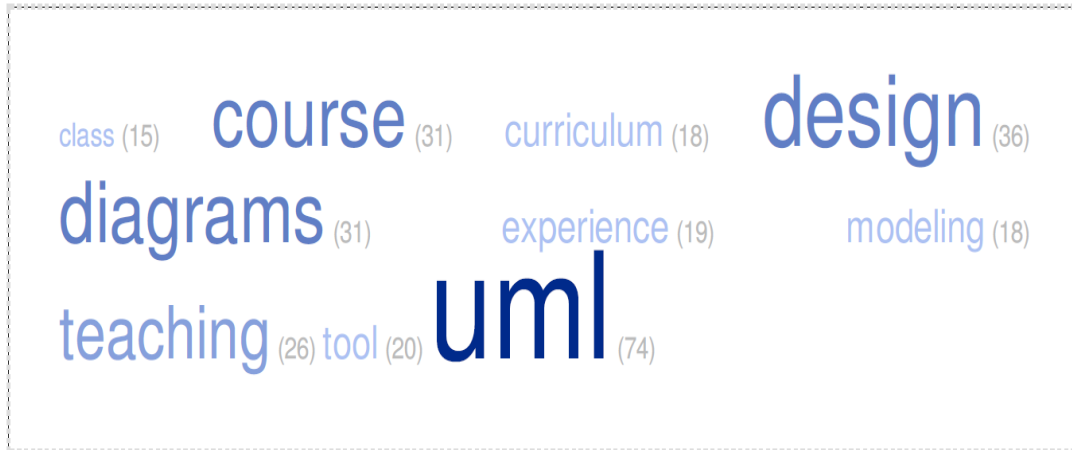 class (15) course (31) curriculum (18) design (36)
diagrams (31) experience (19) modeling (18)
teaching (26) tool (20) uml (74)